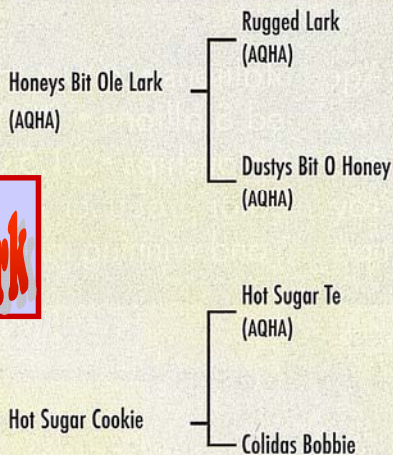 Rugged Lark
(AQHA)
Honeys Bit Ole Lark
(AQHA)
Dustys Bit O Honey
(AQHA)
Hot Sugar Te
(AQHA)
Hot Sugar Cookie
Colidas Bobbie